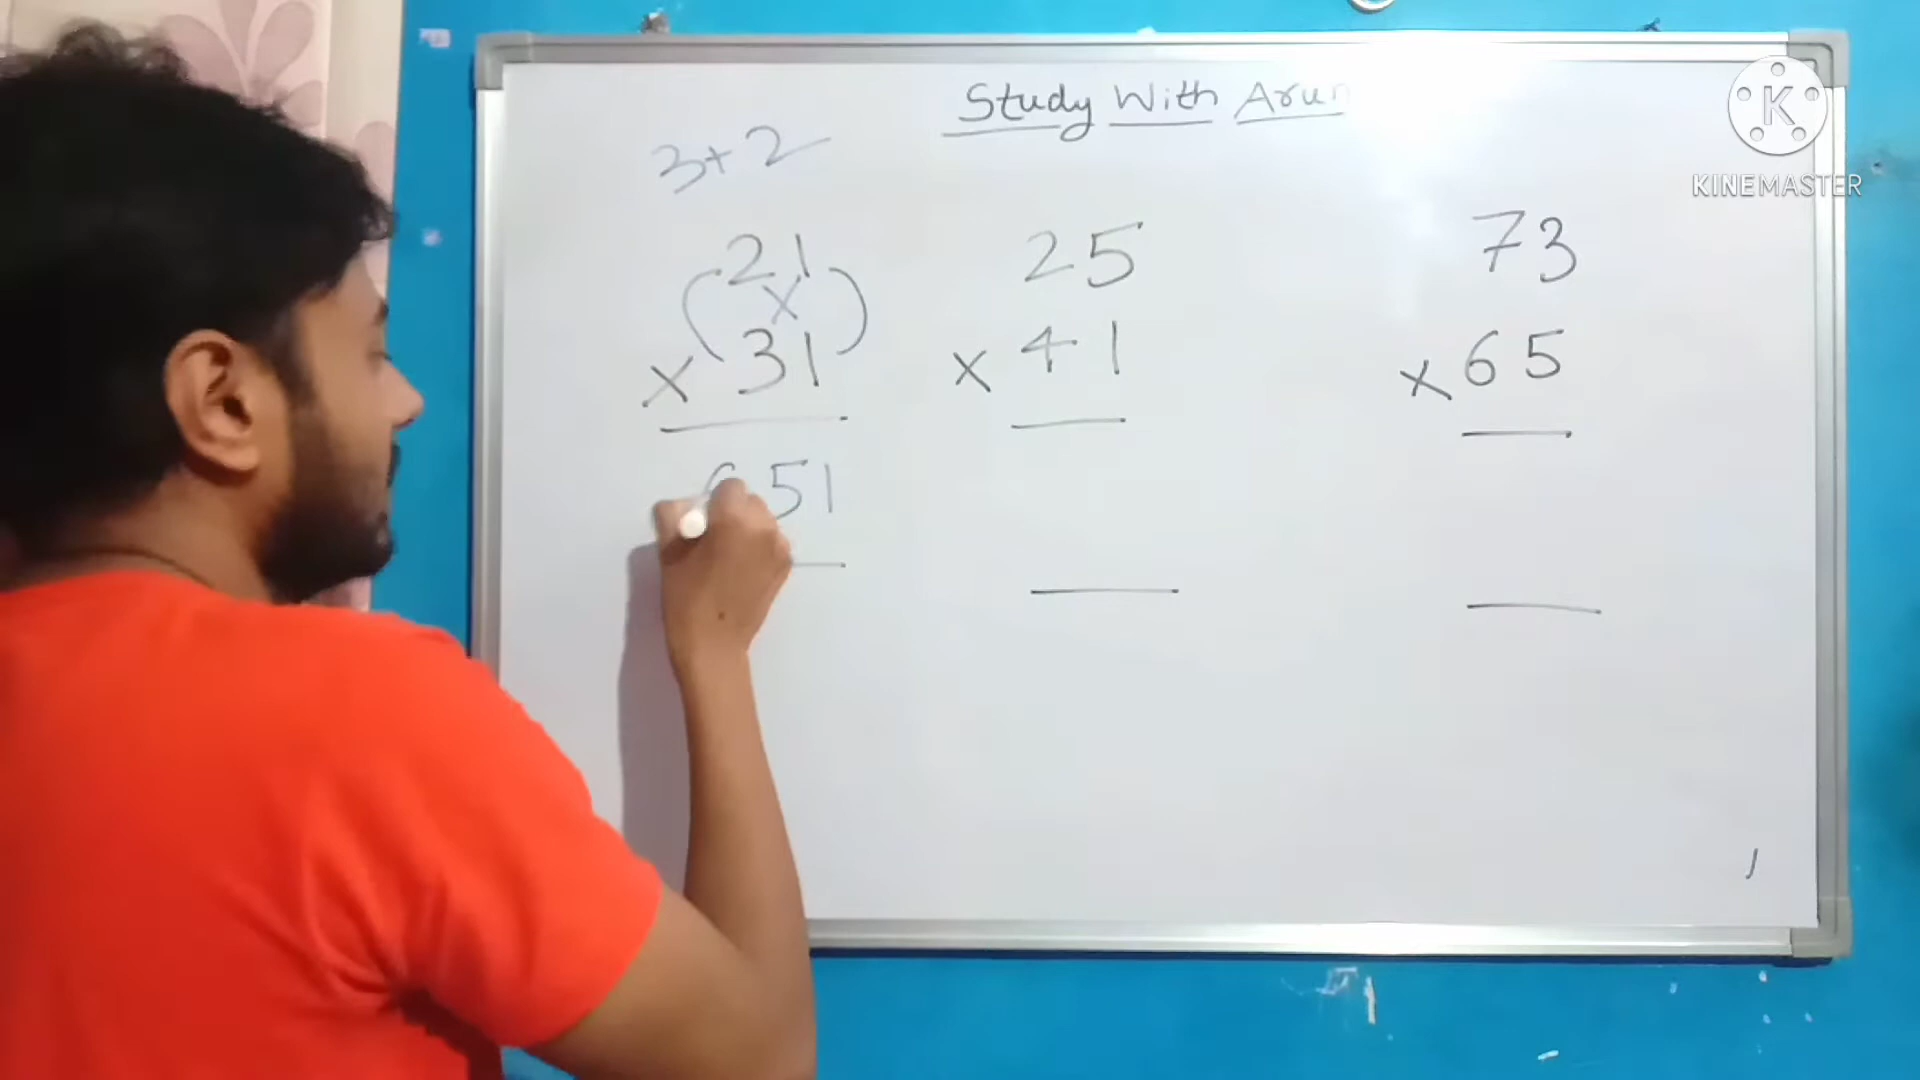 Study With Arun
K
KINEMASTER
3+2
21 25 73
X
× 31 × 41 × 65
651